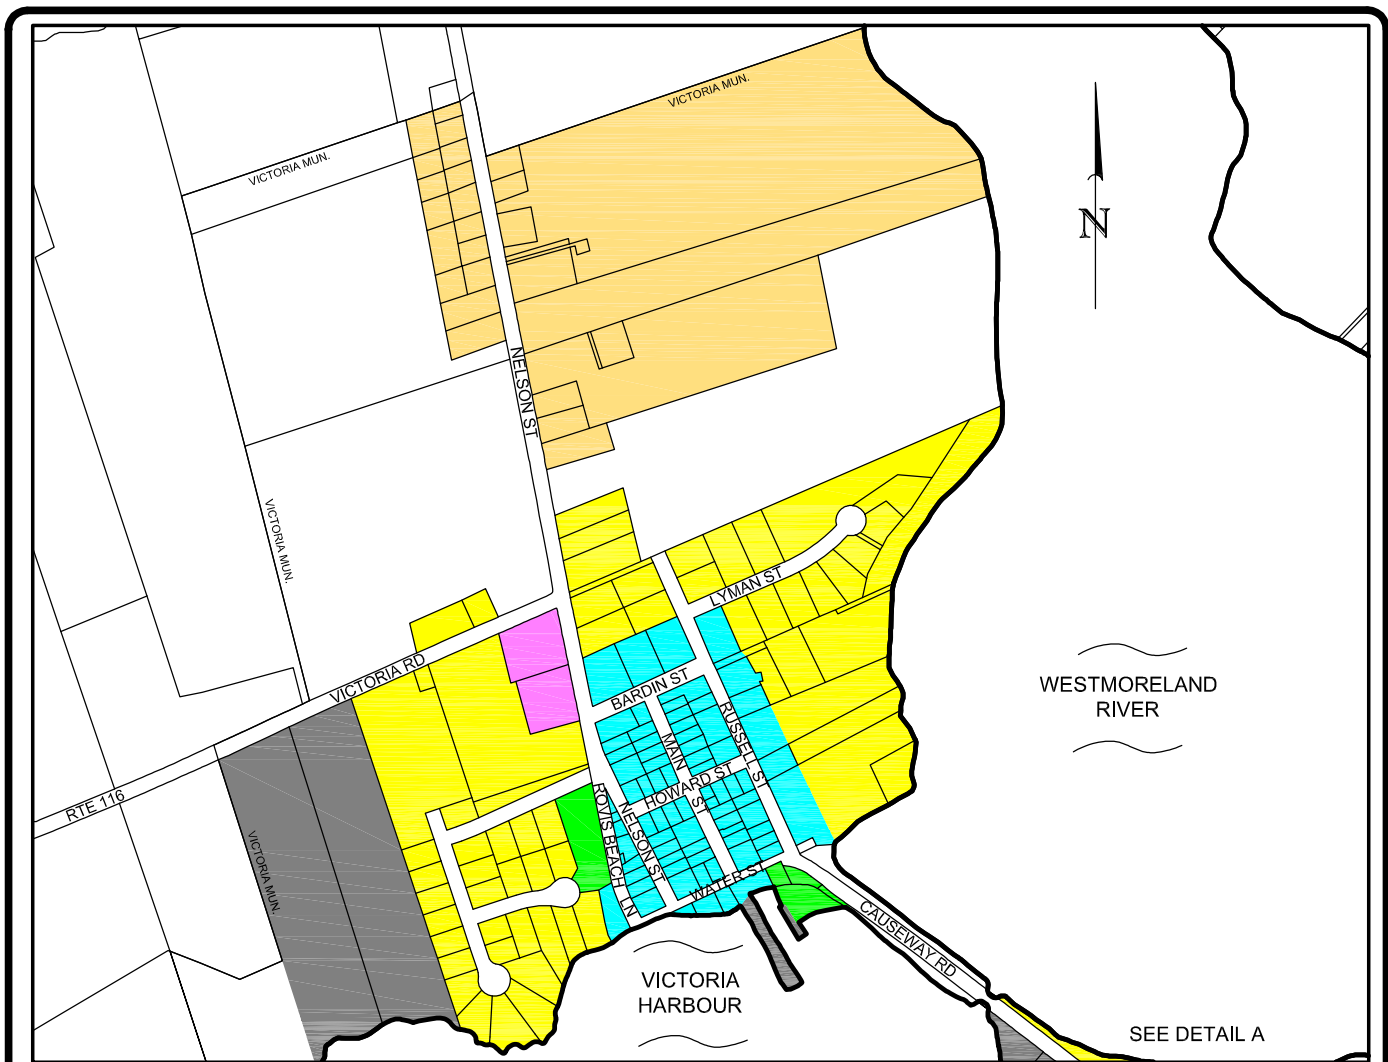 VICTORIA MUN.
VICTORIA MUN.
N
NELSON ST
VICTORIA MUN.
LYMAN ST
VICTORIA RD
BARDIN ST
WESTMORELAND
RIVER
RUSSELL ST
MAIN ST
HOWARD ST
RTE 116
ROVIS BEACH LN
NELSON ST
VICTORIA MUN.
WATER ST
CAUSEWAY RD
VICTORIA
HARBOUR
SEE DETAIL A